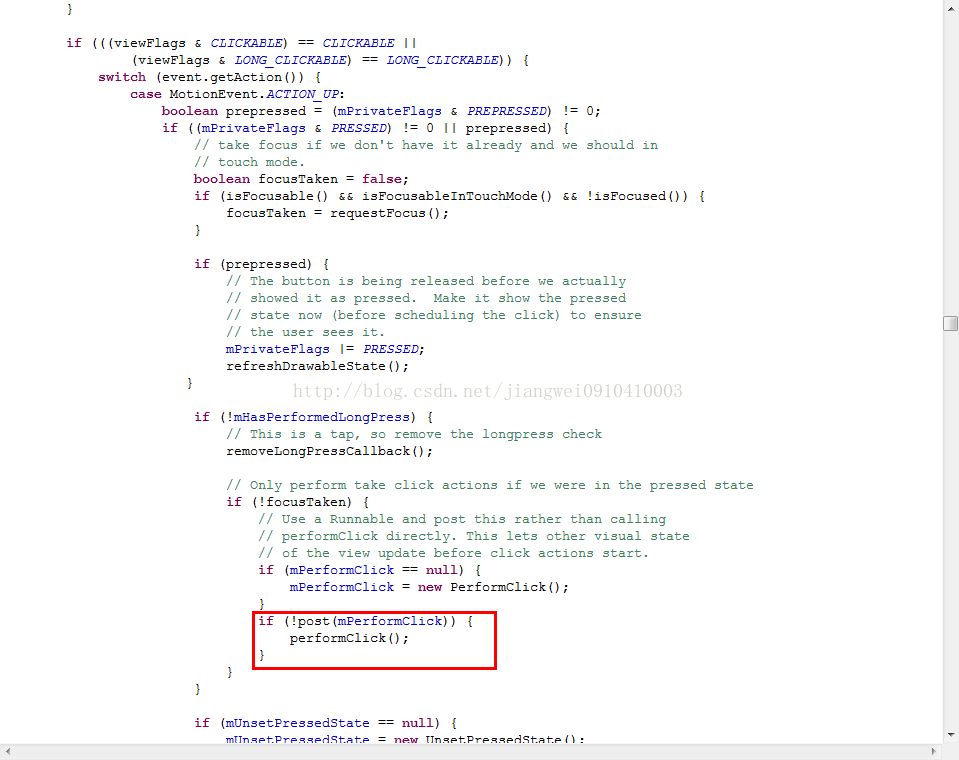 }
if (((viewFlags & CLICKABLE) == CLICKABLE ||
(viewFlags & LONG_CLICKABLE) == LONG_CLICKABLE)) {
switch (event.getAction()) {
case MotionEvent.ACTION_UP:
boolean prepressed = (mPrivateFlags & PREPRESSED) != 0;
if ((mPrivateFlags & PRESSED) != 0 || prepressed) {
// take focus if we don't have it already and we should in
// touch mode.
boolean focusTaken = false;
if (isFocusable() && isFocusableInTouchMode() && !isFocused()) {
focusTaken = requestFocus();
}
if (prepressed) {
// The button is being released before we actually
// showed it as pressed.  Make it show the pressed
// state now (before scheduling the click) to ensure
// the user sees it.
mPrivateFlags |= PRESSED;
refreshDrawableState();
}
http://blog.csdn.net/jiangwei0910410003
if (!mHasPerformedLongPress) {
// This is a tap, so remove the longpress check
removeLongPressCallback();
// Only perform take click actions if we were in the pressed state
if (!focusTaken) {
// Use a Runnable and post this rather than calling
// performClick directly. This lets other visual state
// of the view update before click actions start.
if (mPerformClick == null) {
mPerformClick = new PerformClick();
}
if (!post(mPerformClick)) {
performClick();
}
}
}
if (mUnsetPressedState == null) {
mUnsetPressedState = new UnsetPressedState();